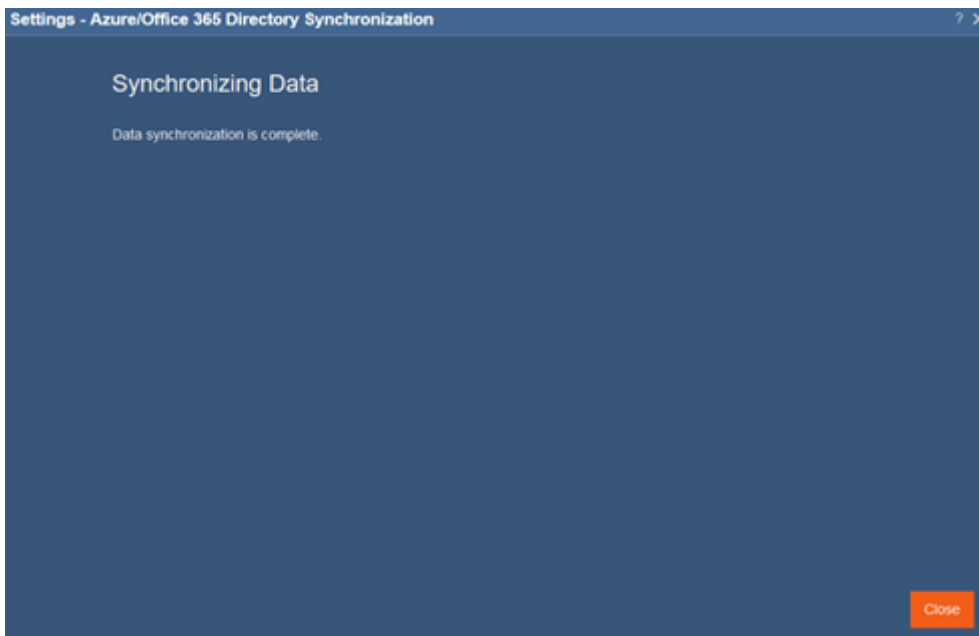 Settings - Azure/Office 365 Directory Synchronization ? X
Synchronizing Data
Data synchronization is complete.
Close